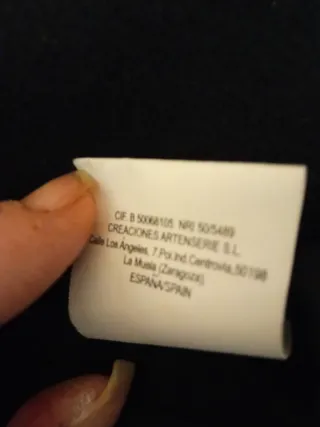 CIF. B 50068105 NRI 50/5489
CREACIONES ARTENSERIE S.L.
Calle Los Angeles, 7.Pol.Ind.Centrovia,50198
La Muela (Zaragoza)
ESPAÑA/SPAIN